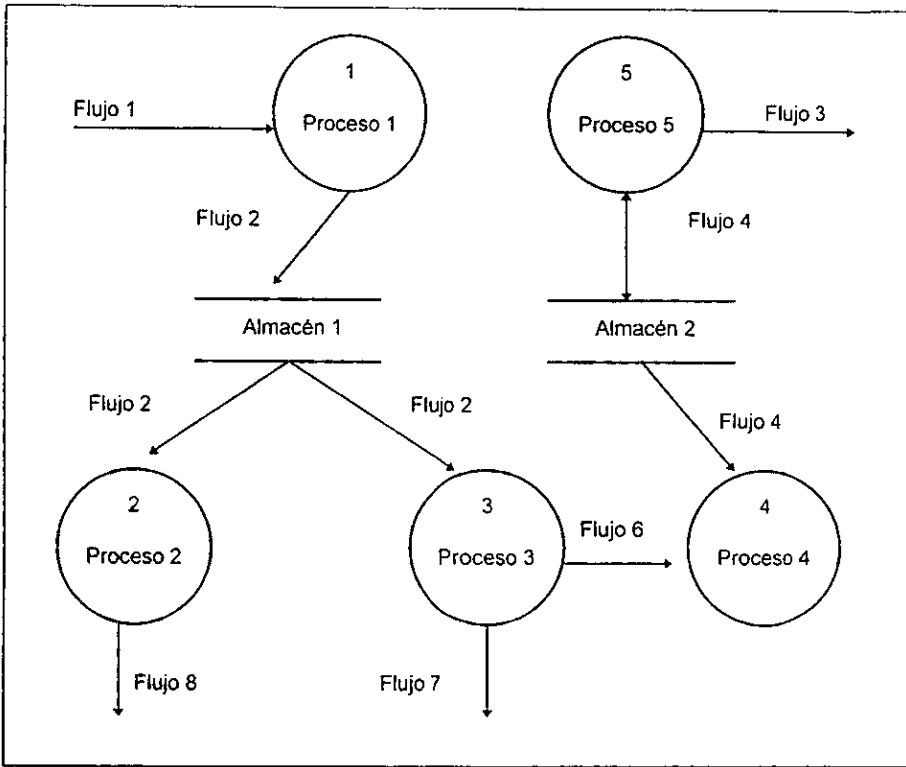 1
5
Flujo 1
Proceso 1
Proceso 5
Flujo 3
Flujo 2
Flujo 4
Almacén 1
Almacén 2
Flujo 2
Flujo 2
Flujo 4
2
3
4
Proceso 2
Proceso 3
Flujo 6
Proceso 4
Flujo 8
Flujo 7